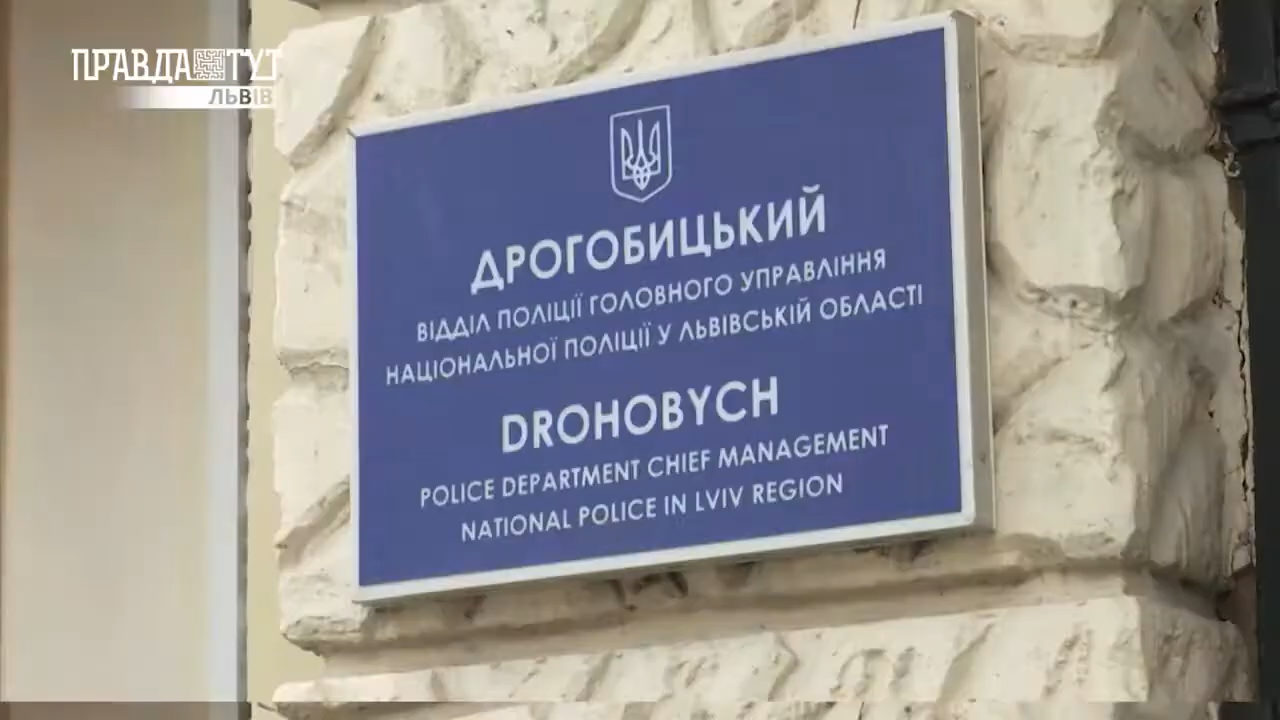 ПРАВДА ТУТ
ЛЬВІВ
ДРОГОБИЦЬКИЙ
ВІДДІЛ ПОЛІЦІЇ ГОЛОВНОГО УПРАВЛІННЯ
НАЦІОНАЛЬНОЇ ПОЛІЦІЇ У ЛЬВІВСЬКІЙ ОБЛАСТІ
DROHOBYCH
POLICE DEPARTMENT CHIEF MANAGEMENT
NATIONAL POLICE IN LVIV REGION